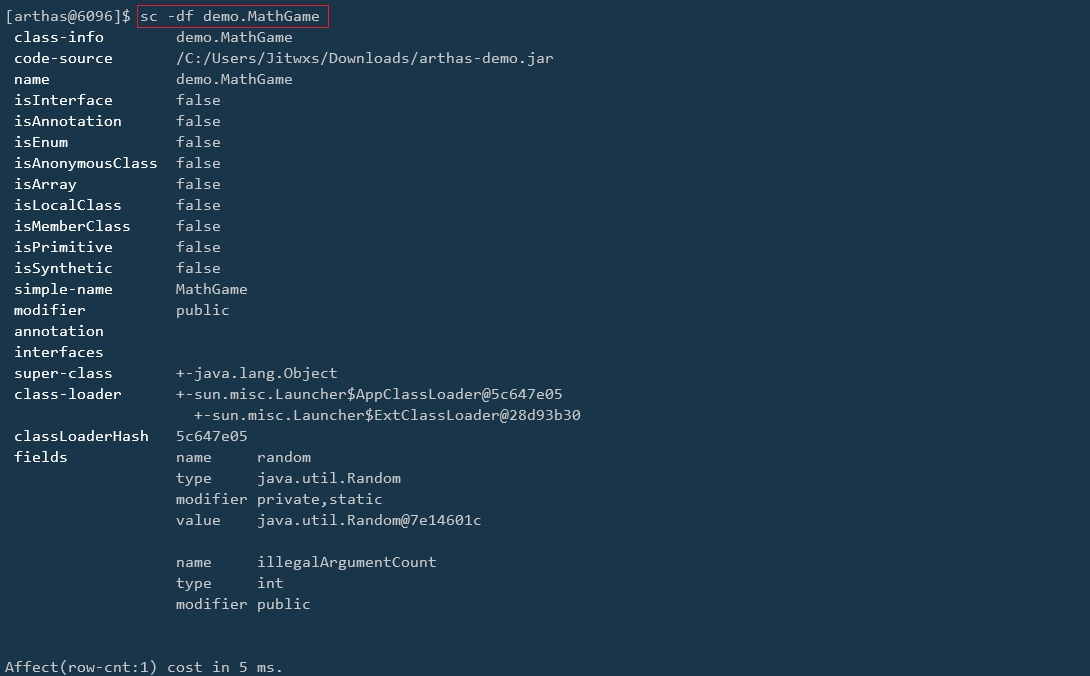 [arthas@6096]$ sc -df demo.MathGame
class-info demo.MathGame
code-source /C:/Users/Jitwxs/Downloads/arthas-demo.jar
name demo.MathGame
isInterface false
isAnnotation false
isEnum false
isAnonymousClass false
isArray false
isLocalClass false
isMemberClass false
isPrimitive false
isSynthetic false
simple-name MathGame
modifier public
annotation
interfaces
super-class +-java.lang.Object
class-loader +-sun.misc.Launcher$AppClassLoader@5c647e05
+-sun.misc.Launcher$ExtClassLoader@28d93b30
classLoaderHash 5c647e05
fields name random
type java.util.Random
modifier private,static
value java.util.Random@7e14601c
name illegalArgumentCount
type int
modifier public
Affect(row-cnt:1) cost in 5 ms.